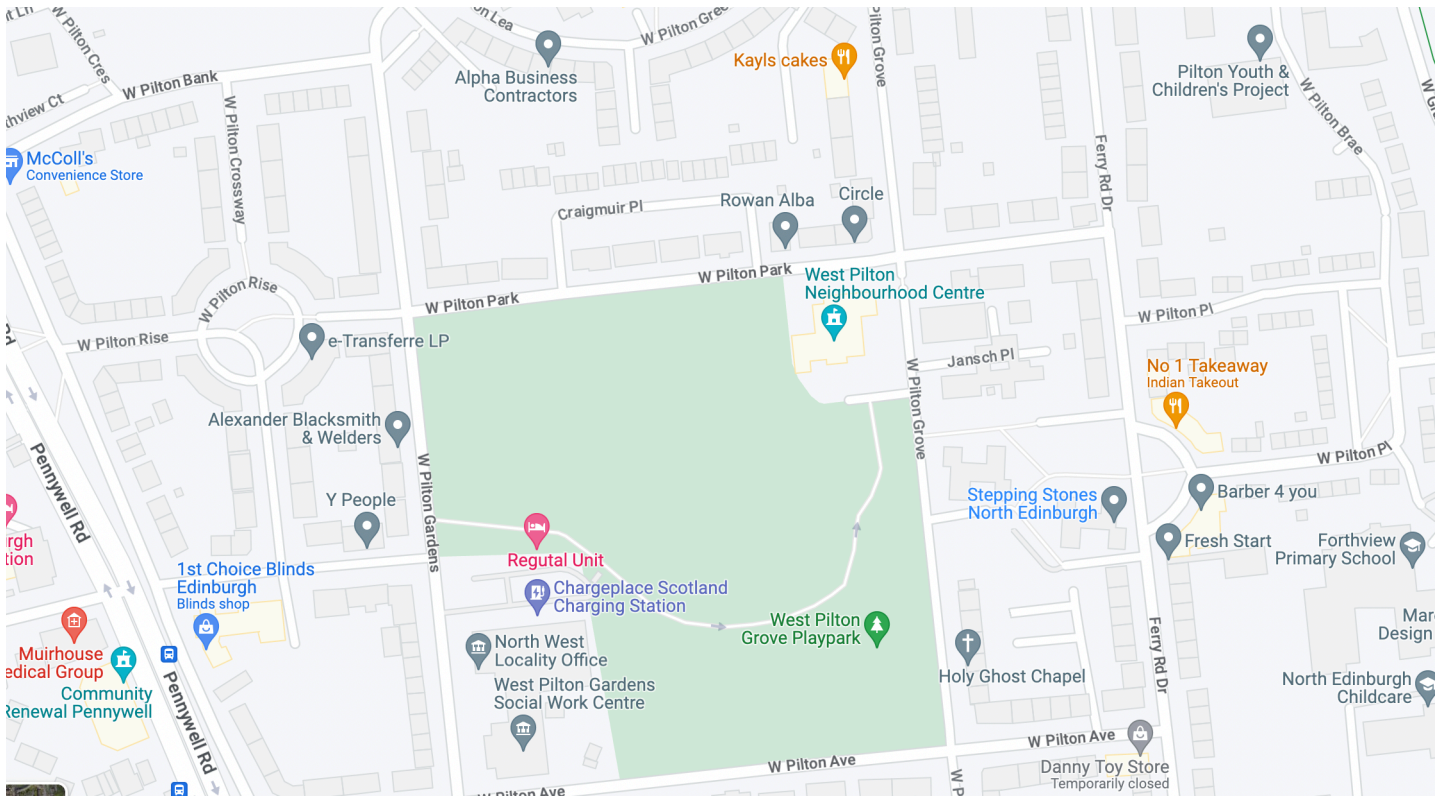 W Pilton Cres
W Pilton Bank
W Pilton Crossway
McColl's
Convenience Store
Alpha Business
Contractors
W Pilton
Kayls cakes
Pilton Grove
Pilton Youth &
Children's Project
W Pilton Brae
Ferry Rd Dr
Craigmuir Pl
Rowan Alba
Circle
W Pilton Rise
W Pilton Rise
W Pilton Park
W Pilton Park
West Pilton
Neighbourhood Centre
e-Transferre LP
W Pilton Pl
Jansch Pl
No 1 Takeaway
Indian Takeout
Alexander Blacksmith
& Welders
W Pilton Grove
W Pilton Pl
Pennywell Rd
W Pilton Gardens
Y People
Stepping Stones
North Edinburgh
Barber 4 you
Fresh Start
Forthview
Primary School
Regutal Unit
1st Choice Blinds
Edinburgh
Blinds shop
Chargeplace Scotland
Charging Station
West Pilton
Grove Playpark
North West
Locality Office
Holy Ghost Chapel
Ferry Rd Dr
Design
Muirhouse
edical Group
Community
Renewal Pennywell
West Pilton Gardens
Social Work Centre
North Edinburgh
Childcare
Pennywell Rd
W Pilton Ave
W Pilton Ave
W Pilton Ave
Danny Toy Store
Temporarily closed